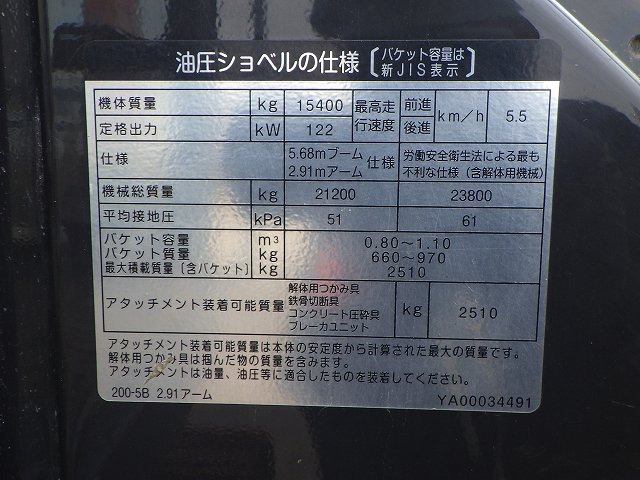 油圧ショベルの仕様〔バケット容量は新JIS表示〕
機体質量 kg 15400 最高走行速度 前進後進 km/h 5.5
定格出力 kW 122
仕様 5.68mブーム 2.91mアーム 仕様 労働安全衛生法による最も不利な仕様（含解体用機械）
機械総質量 kg 21200 23800
平均接地圧 kPa 51 61
バケット容量 m³ 0.80～1.10
バケット質量 kg 660～970
最大積載質量（含バケット） kg 2510
アタッチメント装着可能質量 解体用つかみ具 鉄骨切断具 コンクリート圧砕具 ブレーカユニット kg 2510
アタッチメント装着可能質量は本体の安定度から計算された最大の質量です。
解体用つかみ具は掴んだ物の質量を含みます。
アタッチメントは油量、油圧等に適合したものを装着してください。
200-5B 2.91アーム YA00034491